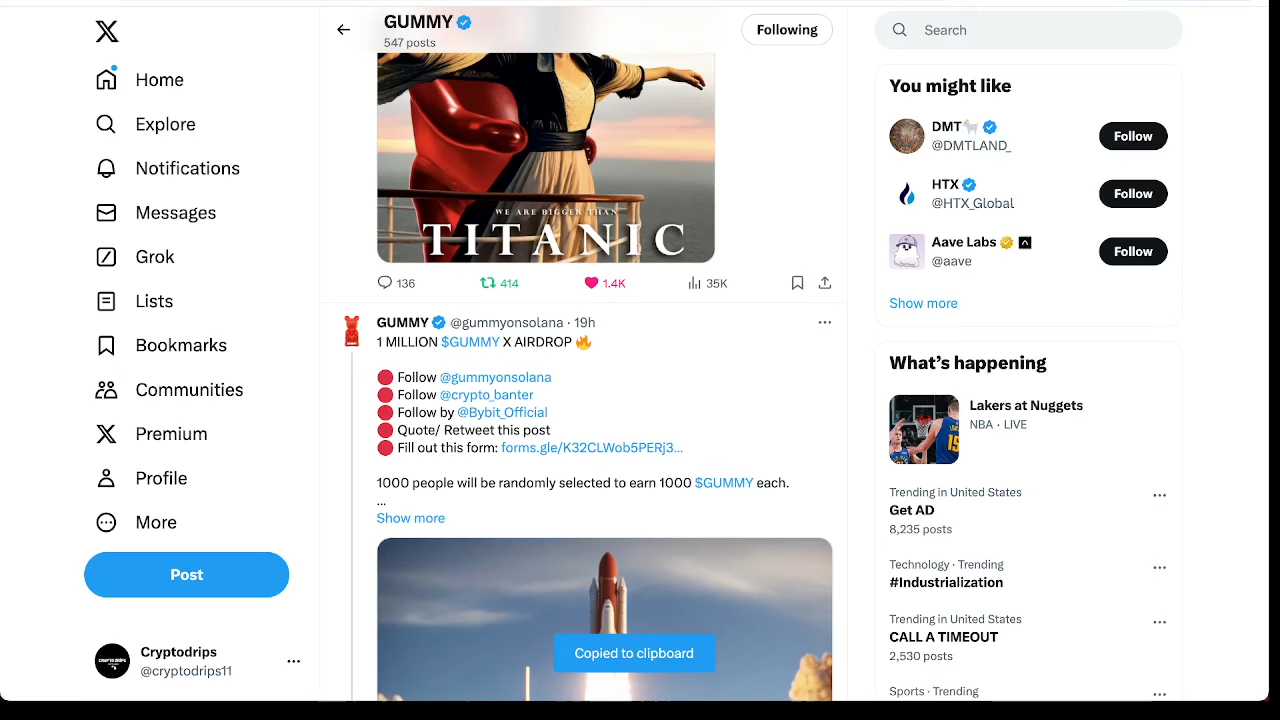 Home
Explore
Notifications
Messages
Grok
Lists
Bookmarks
Communities
Premium
Profile
More
Post
Cryptodrips
@cryptodrips11
GUMMY
547 posts
Following
WE ARE BIGGER THAN
TITANIC
136
414
1.4K
35K
GUMMY @gummyonsolana · 19h
1 MILLION $GUMMY X AIRDROP 🔥
🔴 Follow @gummyonsolana
🔴 Follow @crypto_banter
🔴 Follow by @Bybit_Official
🔴 Quote/ Retweet this post
🔴 Fill out this form: forms.gle/K32CLWob5PERj3...
1000 people will be randomly selected to earn 1000 $GUMMY each.
...
Show more
Copied to clipboard
Search
You might like
DMT🐐
@DMTLAND_
Follow
HTX
@HTX_Global
Follow
Aave Labs
@aave
Follow
Show more
What's happening
Lakers at Nuggets
NBA · LIVE
Trending in United States
Get AD
8,235 posts
Technology · Trending
#Industrialization
Trending in United States
CALL A TIMEOUT
2,530 posts
Sports · Trending